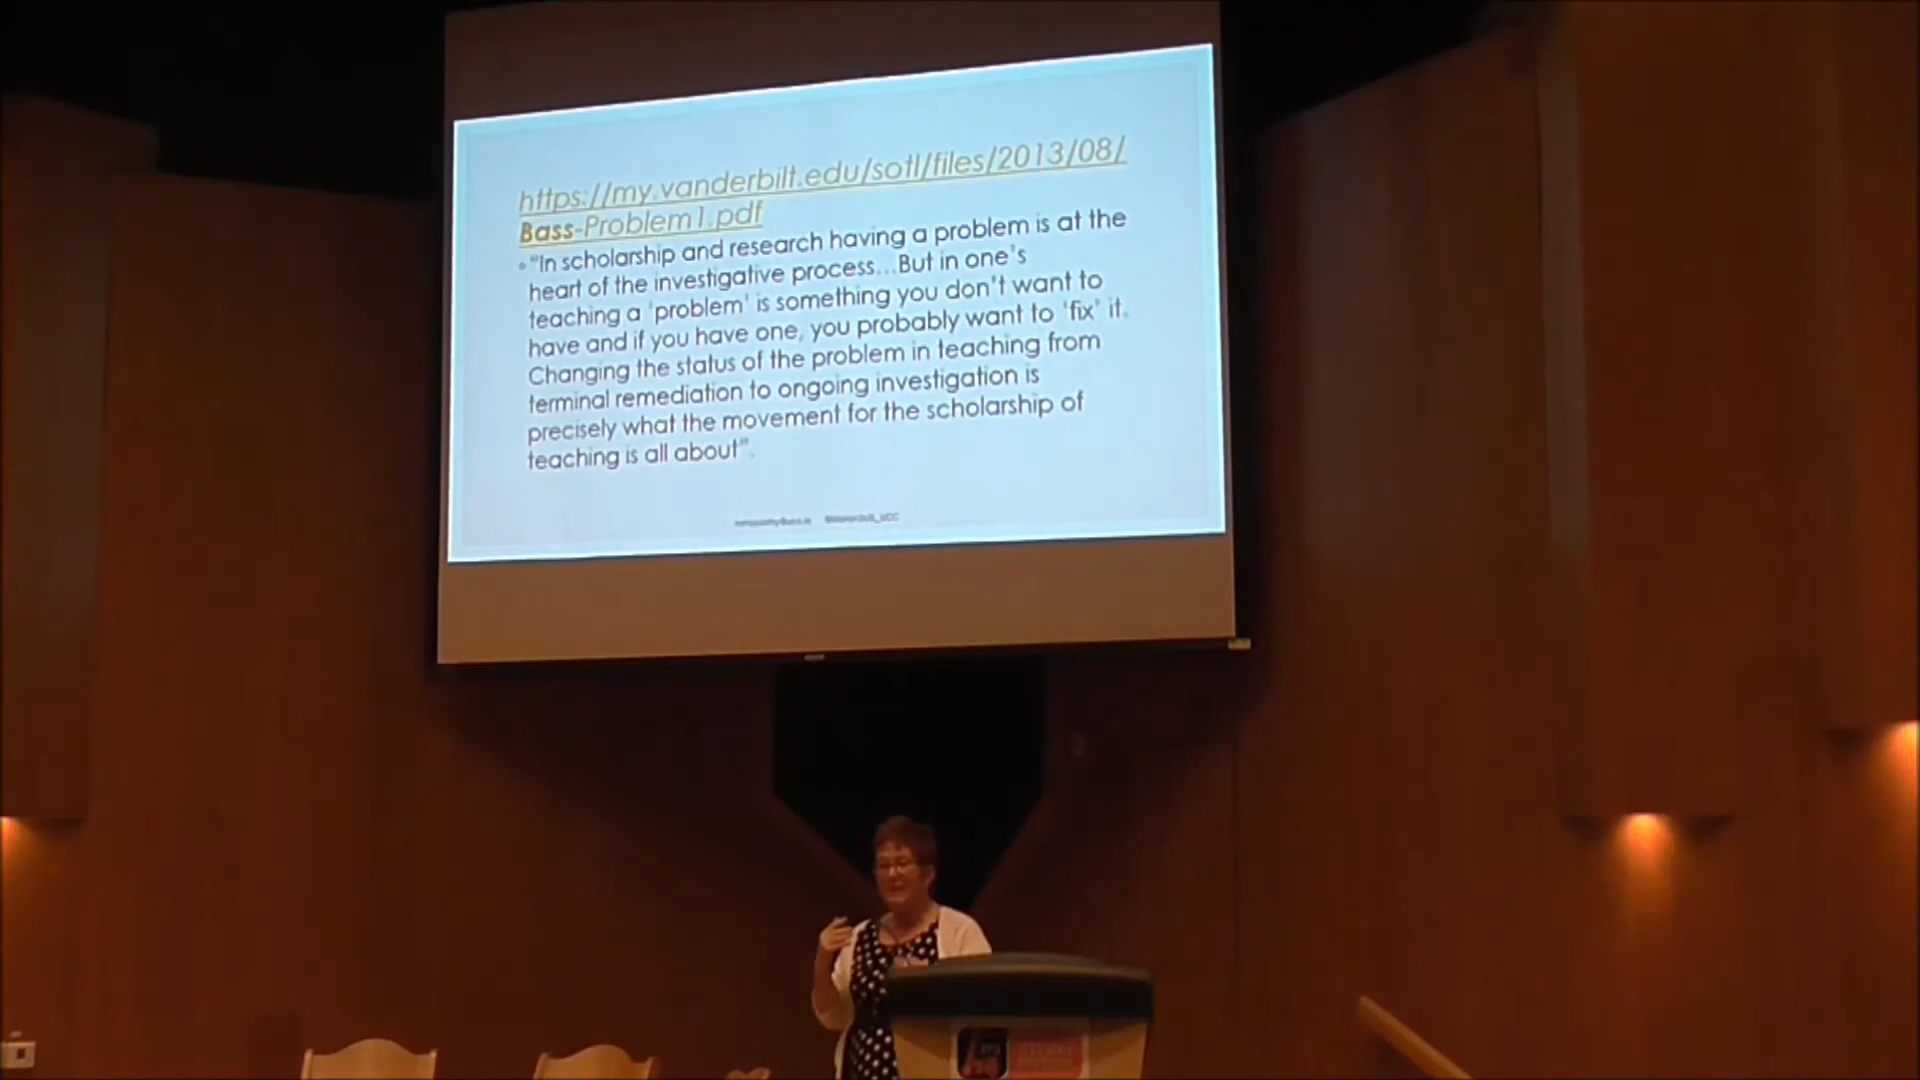 https://my.vanderbilt.edu/sotl/files/2013/08/
Bass-Problem1.pdf
“In scholarship and research having a problem is at the
heart of the investigative process...But in one's
teaching a 'problem' is something you don't want to
have and if you have one, you probably want to 'fix' it.
Changing the status of the problem in teaching from
terminal remediation to ongoing investigation is
precisely what the movement for the scholarship of
teaching is all about”.